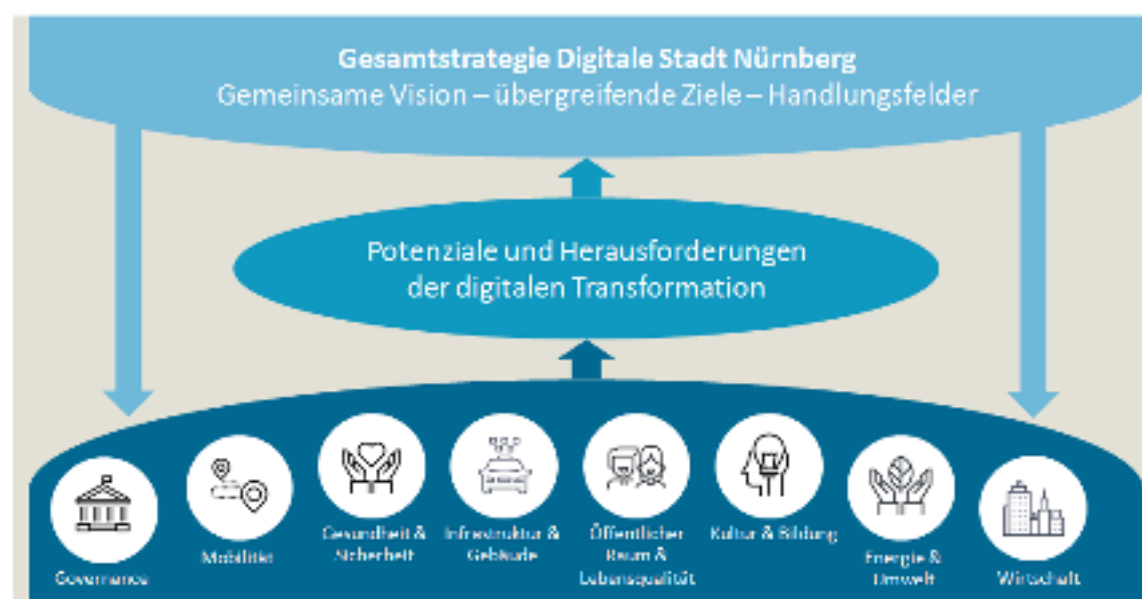 Gesamtstrategie Digitale Stadt Nürnberg
Gemeinsame Vision – übergreifende Ziele – Handlungsfelder
Potenziale und Herausforderungen
der digitalen Transformation
Governance
Mobilität
Gesundheit &
Sicherheit
Infrastruktur &
Gebäude
Öffentlicher
Raum &
Lebensqualität
Kultur & Bildung
Energie &
Umwelt
Wirtschaft